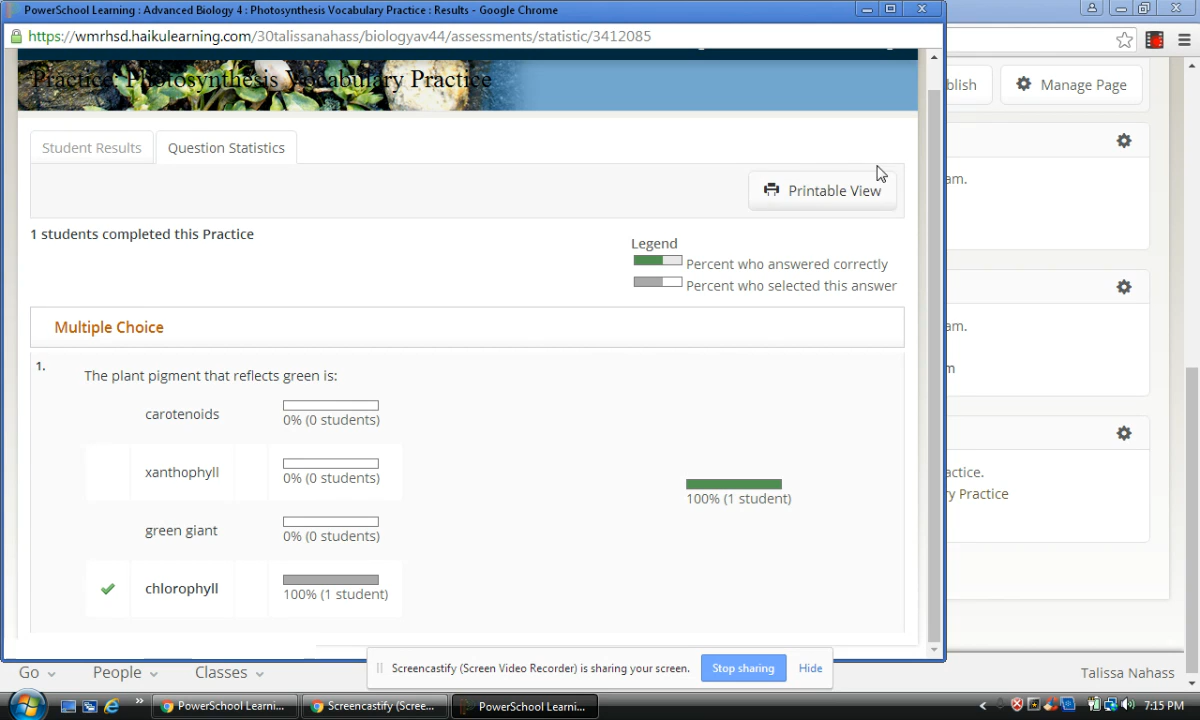 PowerSchool Learning : Advanced Biology 4 : Photosynthesis Vocabulary Practice : Results - Google Chrome
https://wmrhsd.haikulearning.com/30talissanahass/biologyav44/assessments/statistic/3412085
Practice: Photosynthesis Vocabulary Practice
blish
Manage Page
Student Results
Question Statistics
am.
Printable View
1 students completed this Practice
Legend
Percent who answered correctly
Percent who selected this answer
am.
Multiple Choice
m
1.
The plant pigment that reflects green is:
carotenoids
0% (0 students)
xanthophyll
0% (0 students)
actice.
ry Practice
100% (1 student)
green giant
0% (0 students)
chlorophyll
100% (1 student)
Go
People
Classes
Screencastify (Screen Video Recorder) is sharing your screen.
Stop sharing
Hide
Talissa Nahass
PowerSchool Learni...
Screencastify (Scree...
PowerSchool Learni...
7:15 PM